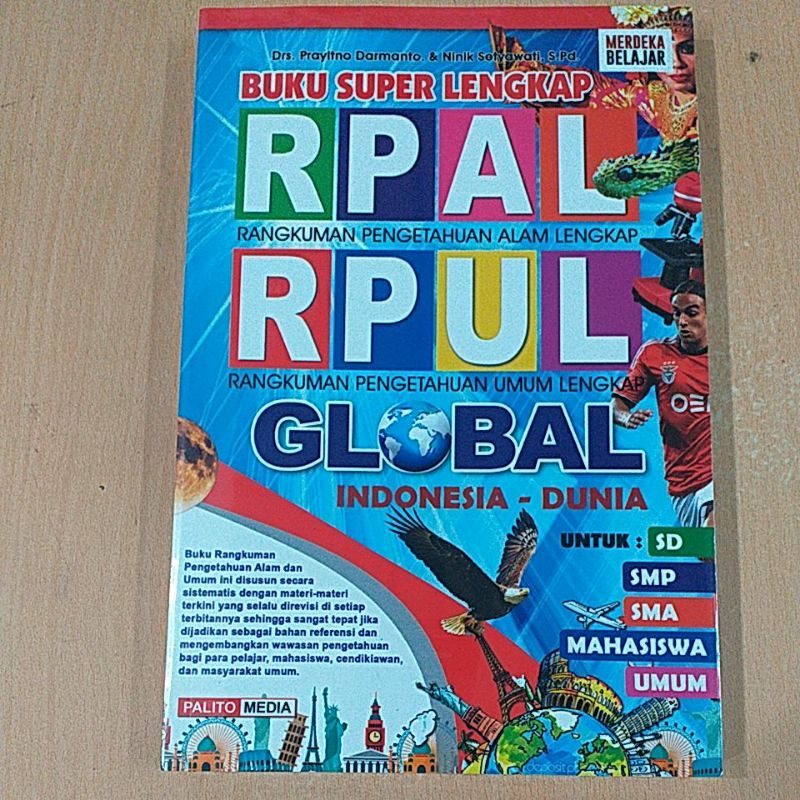 Drs. Prayitno Darmanto. & Ninik Setyawati, S.Pd.
MERDEKA
BELAJAR
BUKU SUPER LENGKAP
RPAL
RANGKUMAN PENGETAHUAN ALAM LENGKAP
RPUL
RANGKUMAN PENGETAHUAN UMUM LENGKAP
GLOBAL
INDONESIA - DUNIA
UNTUK : SD
SMP
SMA
MAHASISWA
UMUM
Buku Rangkuman
Pengetahuan Alam dan
Umum ini disusun secara
sistematis dengan materi-materi
terkini yang selalu direvisi di setiap
terbitannya sehingga sangat tepat jika
dijadikan sebagai bahan referensi dan
mengembangkan wawasan pengetahuan
bagi para pelajar, mahasiswa, cendikiawan,
dan masyarakat umum.
PALITO MEDIA